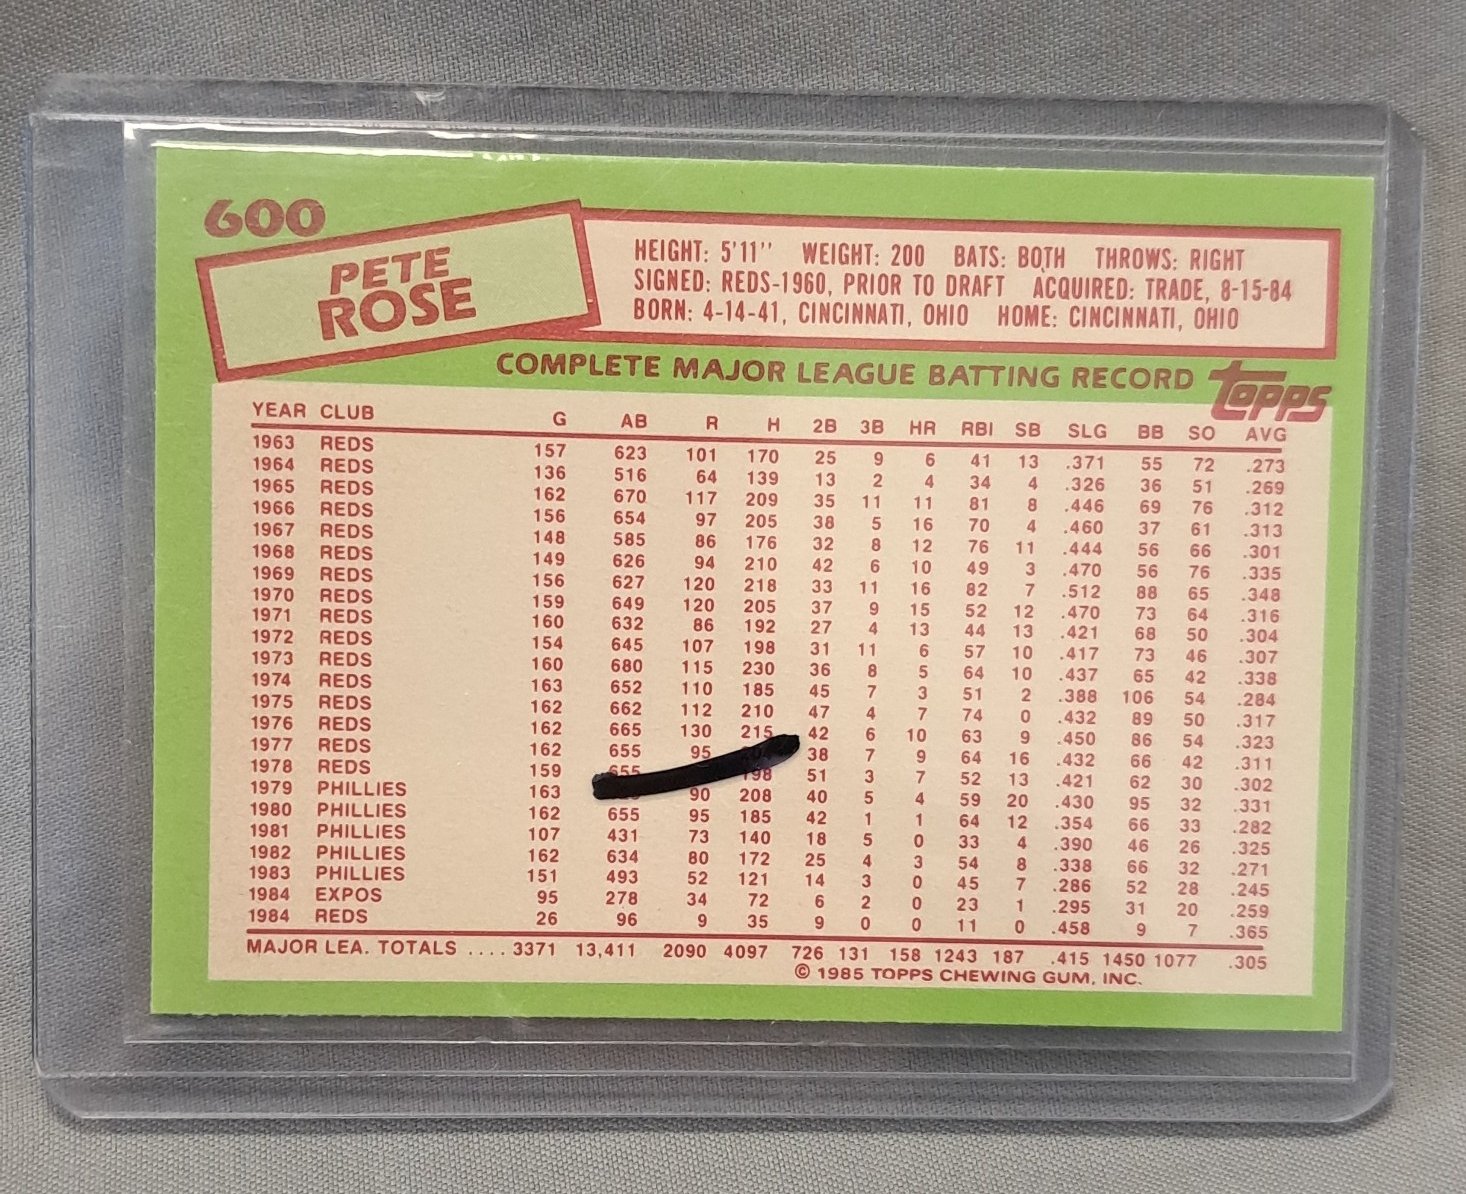 600
PETE
ROSE
HEIGHT: 5'11'' WEIGHT: 200 BATS: BOTH THROWS: RIGHT
SIGNED: REDS-1960, PRIOR TO DRAFT ACQUIRED: TRADE, 8-15-84
BORN: 4-14-41, CINCINNATI, OHIO HOME: CINCINNATI, OHIO
COMPLETE MAJOR LEAGUE BATTING RECORD
TOPPS
YEAR CLUB G AB R H 2B 3B HR RBI SB SLG BB SO AVG
1963 REDS 157 623 101 170 25 9 6 41 13 .371 55 72 .273
1964 REDS 136 516 64 139 13 2 4 34 4 .326 36 51 .269
1965 REDS 162 670 117 209 35 11 11 81 8 .446 69 76 .312
1966 REDS 156 654 97 205 38 5 16 70 4 .460 37 61 .313
1967 REDS 148 585 86 176 32 8 12 76 11 .444 56 66 .301
1968 REDS 149 626 94 210 42 6 10 49 3 .470 56 76 .335
1969 REDS 156 627 120 218 33 11 16 82 7 .512 88 65 .348
1970 REDS 159 649 120 205 37 9 15 52 12 .470 73 64 .316
1971 REDS 160 632 86 192 27 4 13 44 13 .421 68 50 .304
1972 REDS 154 645 107 198 31 11 6 57 10 .417 73 46 .307
1973 REDS 160 680 115 230 36 8 5 64 10 .437 65 42 .338
1974 REDS 163 652 110 185 45 7 3 51 2 .388 106 54 .284
1975 REDS 162 662 112 210 47 4 7 74 0 .432 89 50 .317
1976 REDS 162 665 130 215 42 6 10 63 9 .450 86 54 .323
1977 REDS 162 655 95 38 7 9 64 16 .432 66 42 .311
1978 REDS 159 655 198 51 3 7 52 13 .421 62 30 .302
1979 PHILLIES 163 90 208 40 5 4 59 20 .430 95 32 .331
1980 PHILLIES 162 655 95 185 42 1 1 64 12 .354 66 33 .282
1981 PHILLIES 107 431 73 140 18 5 0 33 4 .390 46 26 .325
1982 PHILLIES 162 634 80 172 25 4 3 54 8 .338 66 32 .271
1983 PHILLIES 151 493 52 121 14 3 0 45 7 .286 52 28 .245
1984 EXPOS 95 278 34 72 6 2 0 23 1 .295 31 20 .259
1984 REDS 26 96 9 35 9 0 0 11 0 .458 9 7 .365
MAJOR LEA. TOTALS .... 3371 13,411 2090 4097 726 131 158 1243 187 .415 1450 1077 .305
© 1985 TOPPS CHEWING GUM, INC.